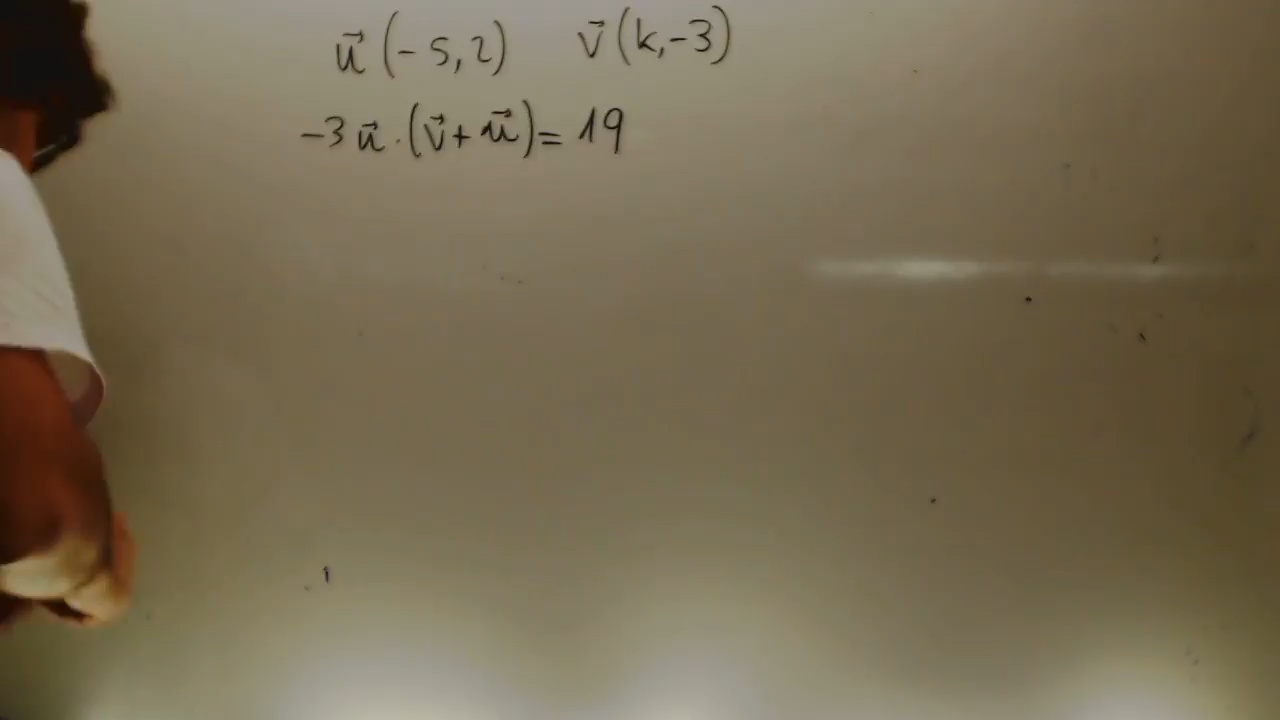 u⃗ (-5,2) v⃗ (k,-3)
-3 u⃗ · (v⃗ + u⃗) = 19